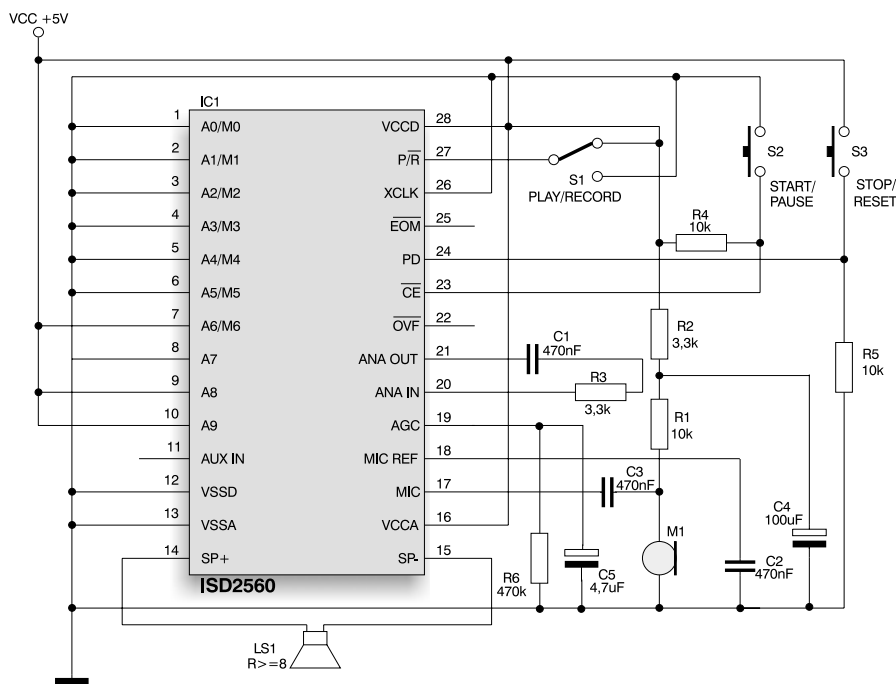 VCC +5V
IC1
1 A0/M0 VCCD 28
2 A1/M1 P/R 27
3 A2/M2 XCLK 26
4 A3/M3 EOM 25
5 A4/M4 PD 24
6 A5/M5 CE 23
7 A6/M6 OVF 22
8 A7 ANA OUT 21
9 A8 ANA IN 20
10 A9 AGC 19
11 AUX IN MIC REF 18
12 VSSD MIC 17
13 VSSA VCCA 16
14 SP+ SP- 15
ISD2560
S1
PLAY/RECORD
S2
START/
PAUSE
S3
STOP/
RESET
R4
10k
C1
470nF
R2
3,3k
R3
3,3k
R5
10k
R1
10k
C3
470nF
M1
C4
100uF
R6
470k
C5
4,7uF
C2
470nF
LS1
R>=8